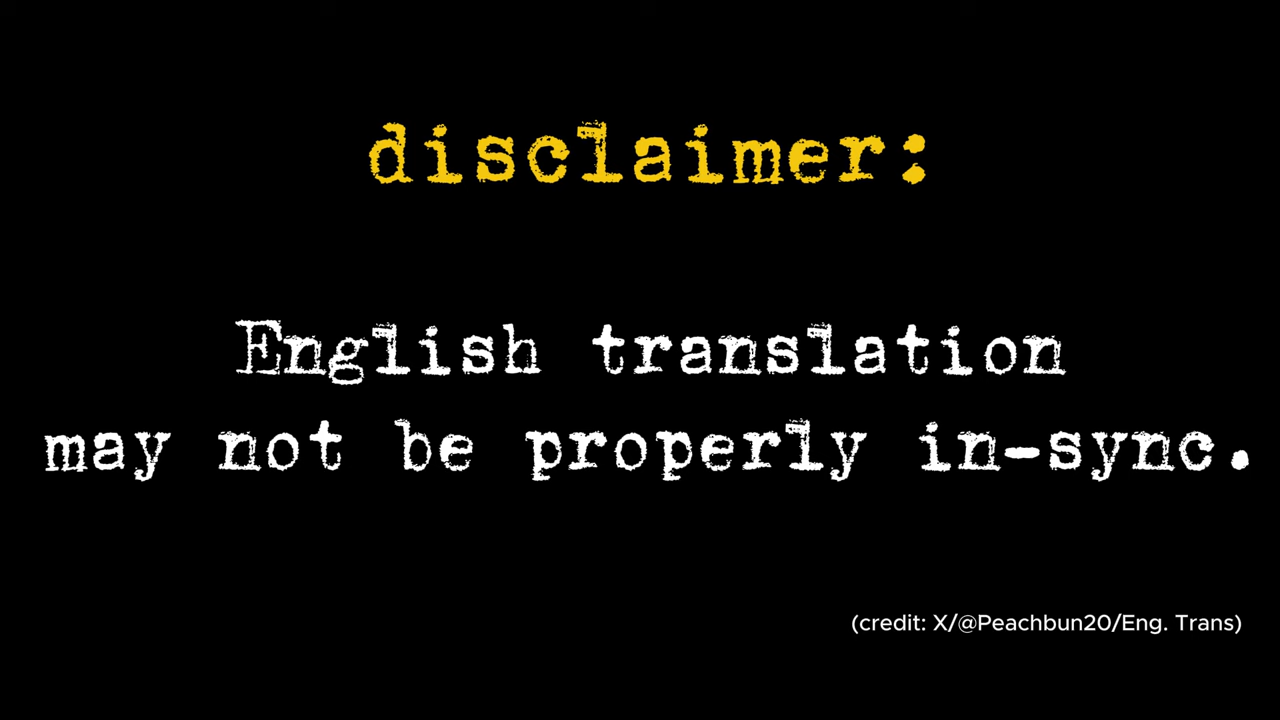 disclaimer:
English translation
may not be properly in-sync.
(credit: X/@Peachbun20/Eng. Trans)